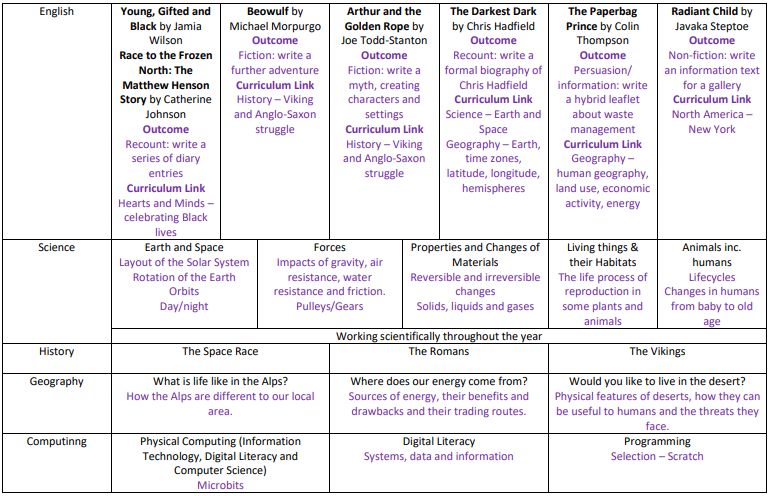 English
Young, Gifted and
Black by Jamia
Wilson
Race to the Frozen
North: The
Matthew Henson
Story by Catherine
Johnson
Outcome
Recount: write a
series of diary
entries
Curriculum Link
Hearts and Minds –
celebrating Black
lives
Beowulf by
Michael Morpurgo
Outcome
Fiction: write a
further adventure
Curriculum Link
History – Viking
and Anglo-Saxon
struggle
Arthur and the
Golden Rope by
Joe Todd-Stanton
Outcome
Fiction: write a
myth, creating
characters and
settings
Curriculum Link
History – Viking
and Anglo-Saxon
struggle
The Darkest Dark
by Chris Hadfield
Outcome
Recount: write a
formal biography of
Chris Hadfield
Curriculum Link
Science – Earth and
Space
Geography – Earth,
time zones,
latitude, longitude,
hemispheres
The Paperbag
Prince by Colin
Thompson
Outcome
Persuasion/
information: write
a hybrid leaflet
about waste
management
Curriculum Link
Geography –
human geography,
land use, economic
activity, energy
Radiant Child by
Javaka Steptoe
Outcome
Non-fiction: write
an information text
for a gallery
Curriculum Link
North America –
New York
Science
Earth and Space
Layout of the Solar System
Rotation of the Earth
Orbits
Day/night
Forces
Impacts of gravity, air
resistance, water
resistance and friction.
Pulleys/Gears
Properties and Changes of
Materials
Reversible and irreversible
changes
Solids, liquids and gases
Living things &
their Habitats
The life process of
reproduction in
some plants and
animals
Animals inc.
humans
Lifecycles
Changes in humans
from baby to old
age
Working scientifically throughout the year
History
The Space Race
The Romans
The Vikings
Geography
What is life like in the Alps?
How the Alps are different to our local
area.
Where does our energy come from?
Sources of energy, their benefits and
drawbacks and their trading routes.
Would you like to live in the desert?
Physical features of deserts, how they can
be useful to humans and the threats they
face.
Computinng
Physical Computing (Information
Technology, Digital Literacy and
Computer Science)
Microbits
Digital Literacy
Systems, data and information
Programming
Selection – Scratch